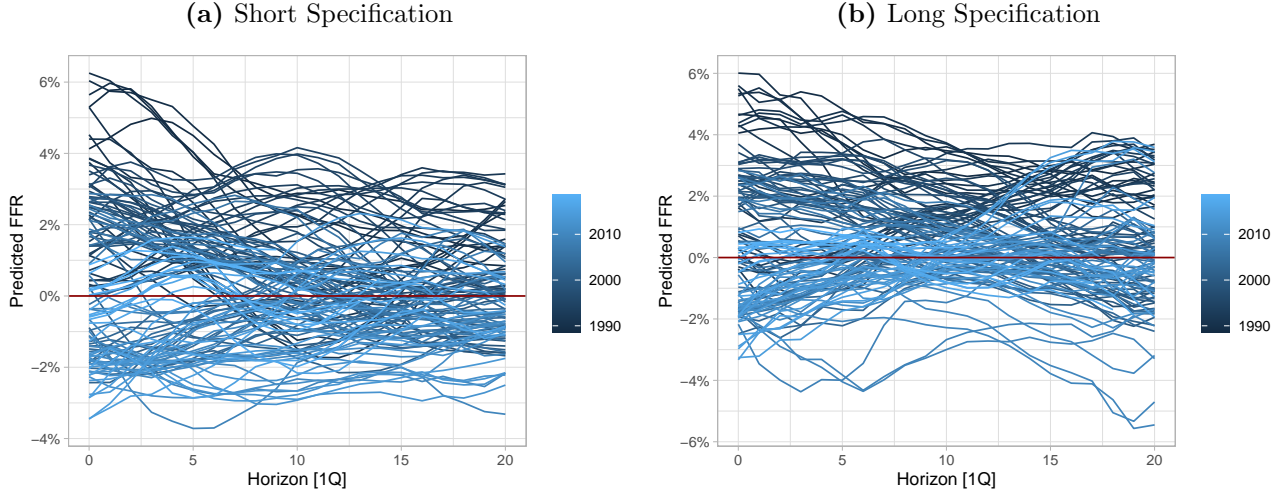 (a) Short Specification
6%
4%
2%
0%
−2%
−4%
Predicted FFR
0 5 10 15 20
Horizon [1Q]
2010
2000
1990
(b) Long Specification
6%
4%
2%
0%
−2%
−4%
−6%
Predicted FFR
0 5 10 15 20
Horizon [1Q]
2010
2000
1990